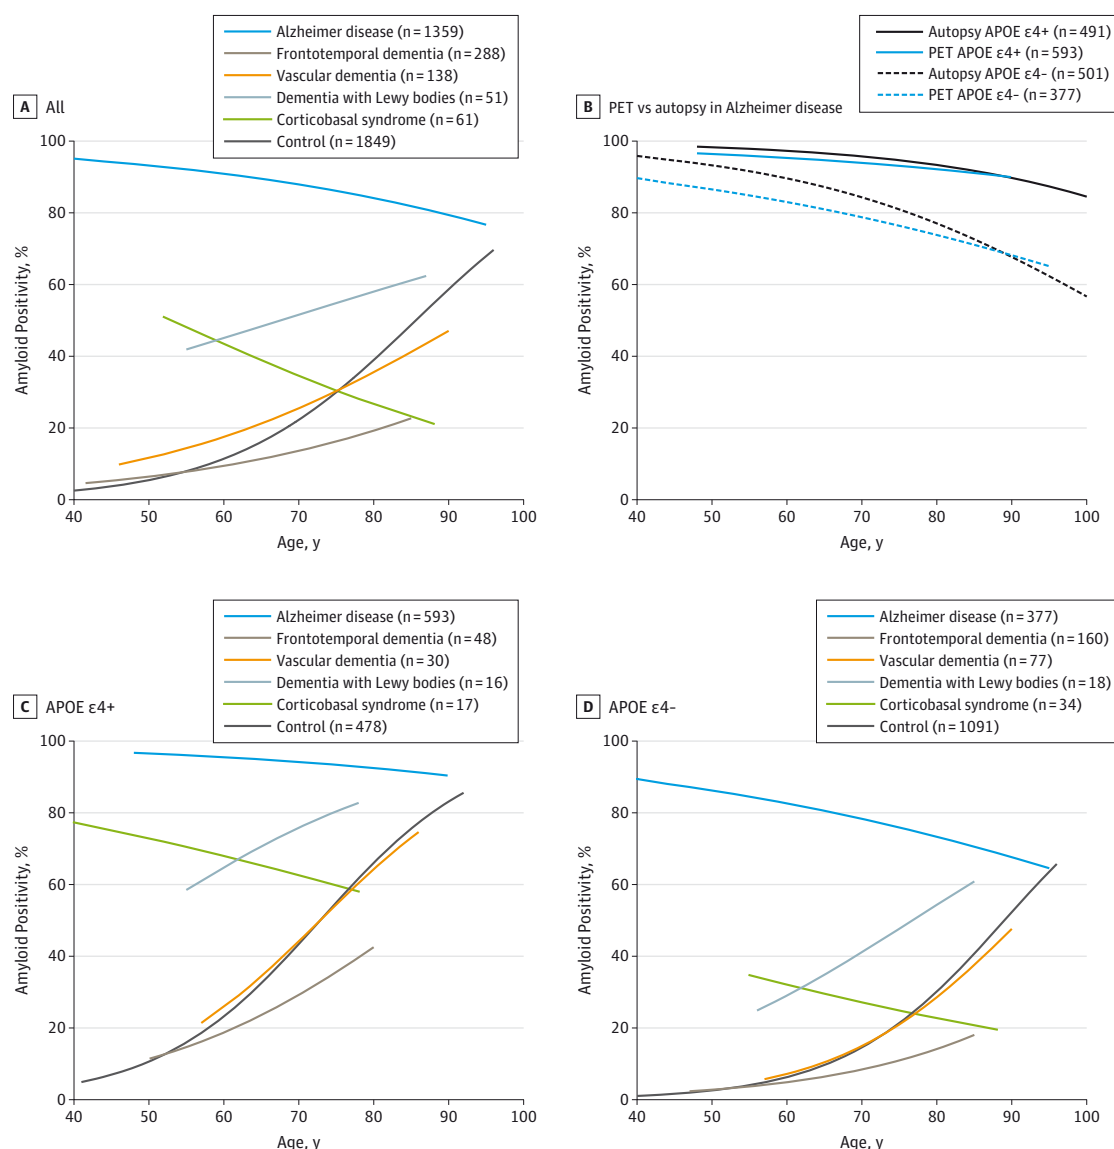 Alzheimer disease (n=1359)
Frontotemporal dementia (n=288)
Vascular dementia (n=138)
Dementia with Lewy bodies (n=51)
Corticobasal syndrome (n=61)
Control (n=1849)
A All
100
80
60
40
20
0
Amyloid Positivity, %
40 50 60 70 80 90 100
Age, y
Autopsy APOE ε4+ (n=491)
PET APOE ε4+ (n=593)
Autopsy APOE ε4- (n=501)
PET APOE ε4- (n=377)
B PET vs autopsy in Alzheimer disease
100
80
60
40
20
0
Amyloid Positivity, %
40 50 60 70 80 90 100
Age, y
Alzheimer disease (n=593)
Frontotemporal dementia (n=48)
Vascular dementia (n=30)
Dementia with Lewy bodies (n=16)
Corticobasal syndrome (n=17)
Control (n=478)
C APOE ε4+
100
80
60
40
20
0
Amyloid Positivity, %
40 50 60 70 80 90 100
Age, y
Alzheimer disease (n=377)
Frontotemporal dementia (n=160)
Vascular dementia (n=77)
Dementia with Lewy bodies (n=18)
Corticobasal syndrome (n=34)
Control (n=1091)
D APOE ε4-
100
80
60
40
20
0
Amyloid Positivity, %
40 50 60 70 80 90 100
Age, y